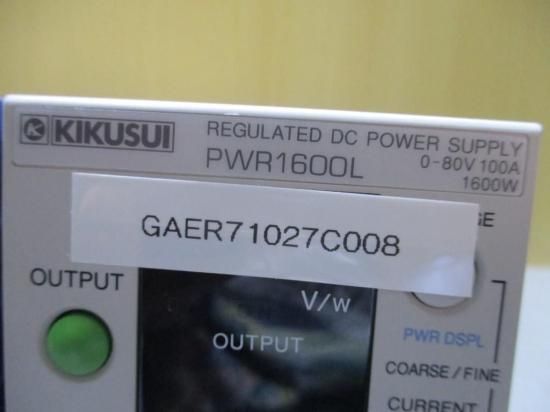 KIKUSUI
REGULATED DC POWER SUPPLY
PWR1600L
0-80V 100A
1600W
GAER71027C008
OUTPUT
V/w
OUTPUT
PWR DSPL
COARSE/FINE
CURRENT